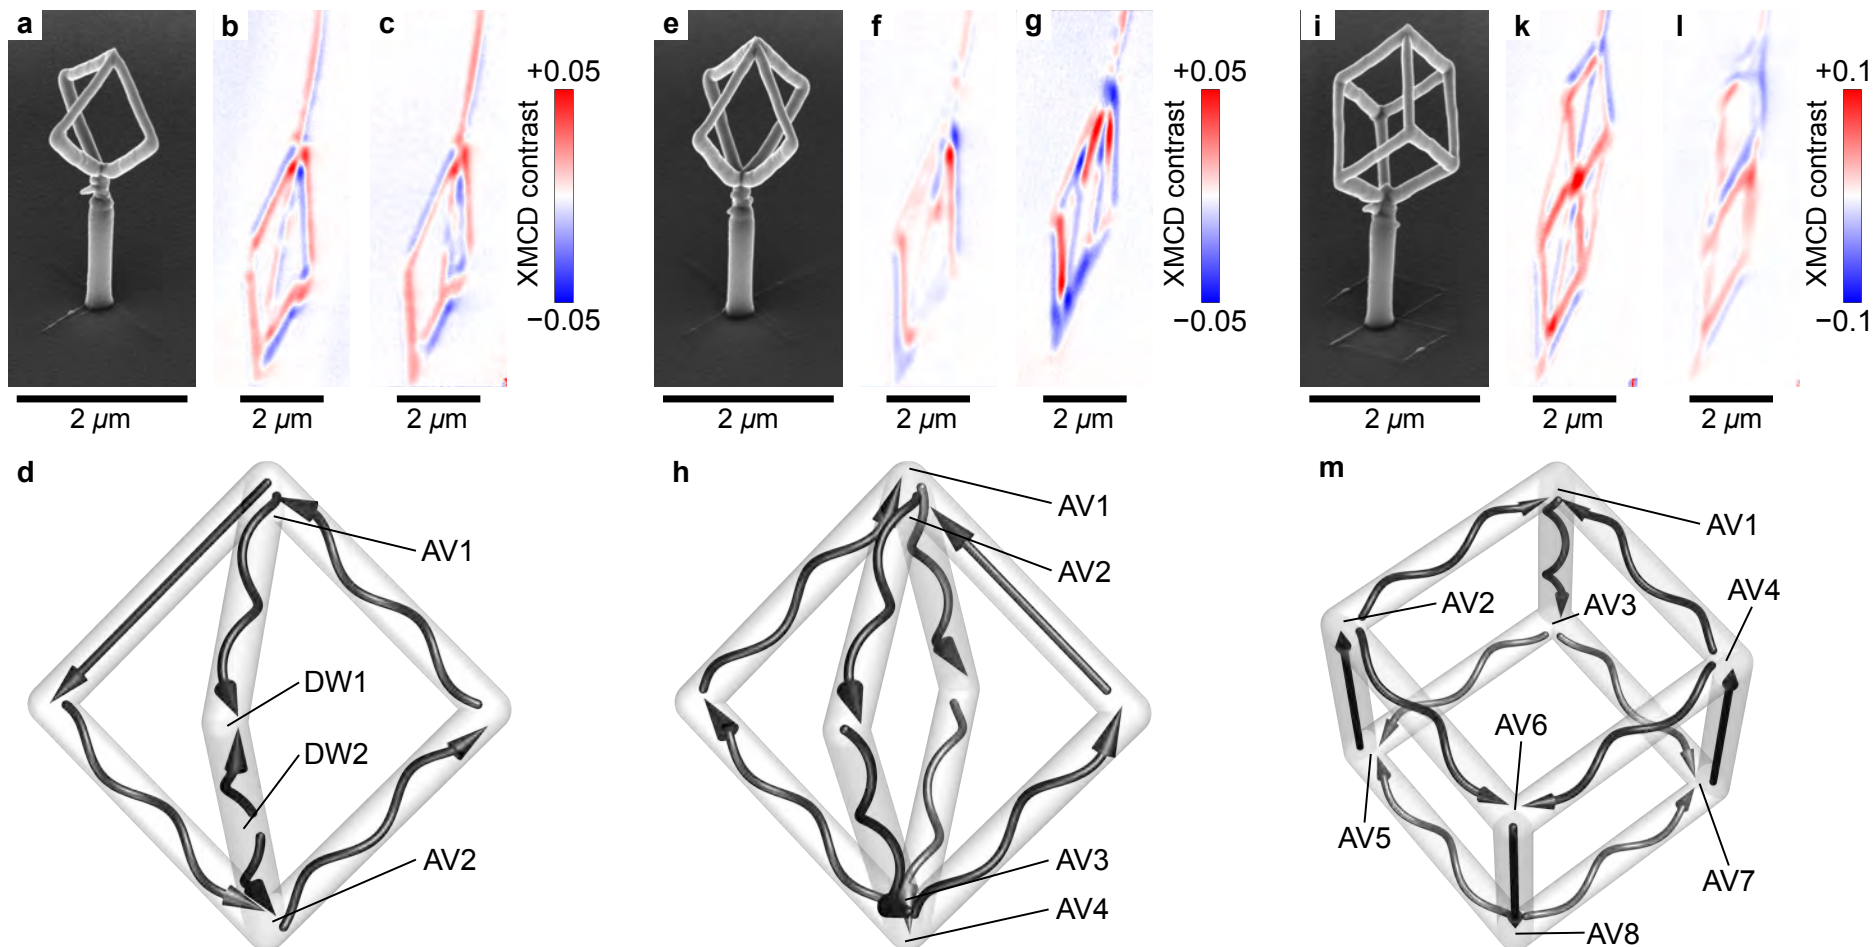 a
b
c
+0.05
XMCD contrast
−0.05
2 µm
2 µm
2 µm
e
f
g
+0.05
XMCD contrast
−0.05
2 µm
2 µm
2 µm
i
k
l
+0.1
XMCD contrast
−0.1
2 µm
2 µm
2 µm
d
AV1
DW1
DW2
AV2
h
AV1
AV2
AV3
AV4
m
AV1
AV2
AV3
AV4
AV6
AV5
AV7
AV8